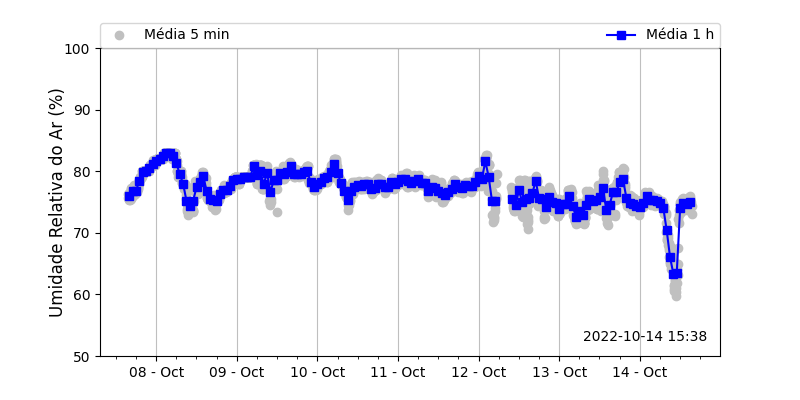 Média 5 min
Média 1 h
100
90
80
70
60
50
Umidade Relativa do Ar (%)
2022-10-14 15:38
08 - Oct
09 - Oct
10 - Oct
11 - Oct
12 - Oct
13 - Oct
14 - Oct